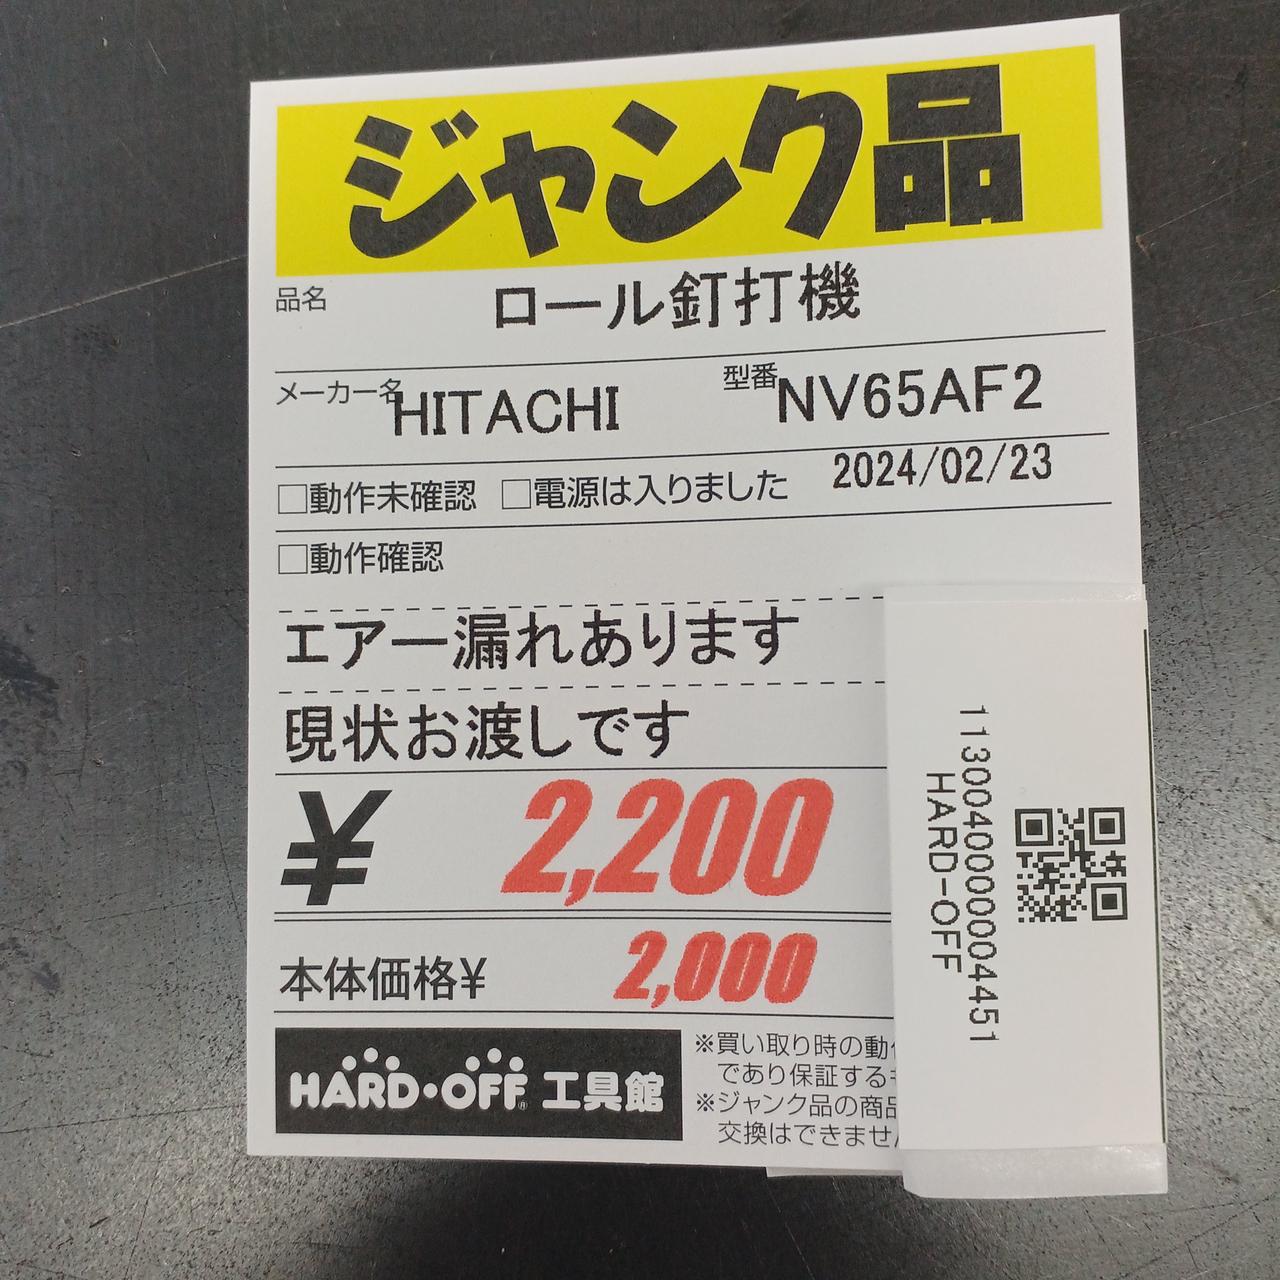 ジャンク品
品名 ロール釘打機
メーカー名 HITACHI 型番 NV65AF2
□動作未確認 □電源は入りました 2024/02/23
□動作確認
エアー漏れあります
現状お渡しです
¥ 2,200
本体価格¥ 2,000
HARD・OFF® 工具館
※買い取り時の動
であり保証する
※ジャンク品の商品
交換はできませ
1130040000004451
HARD-OFF